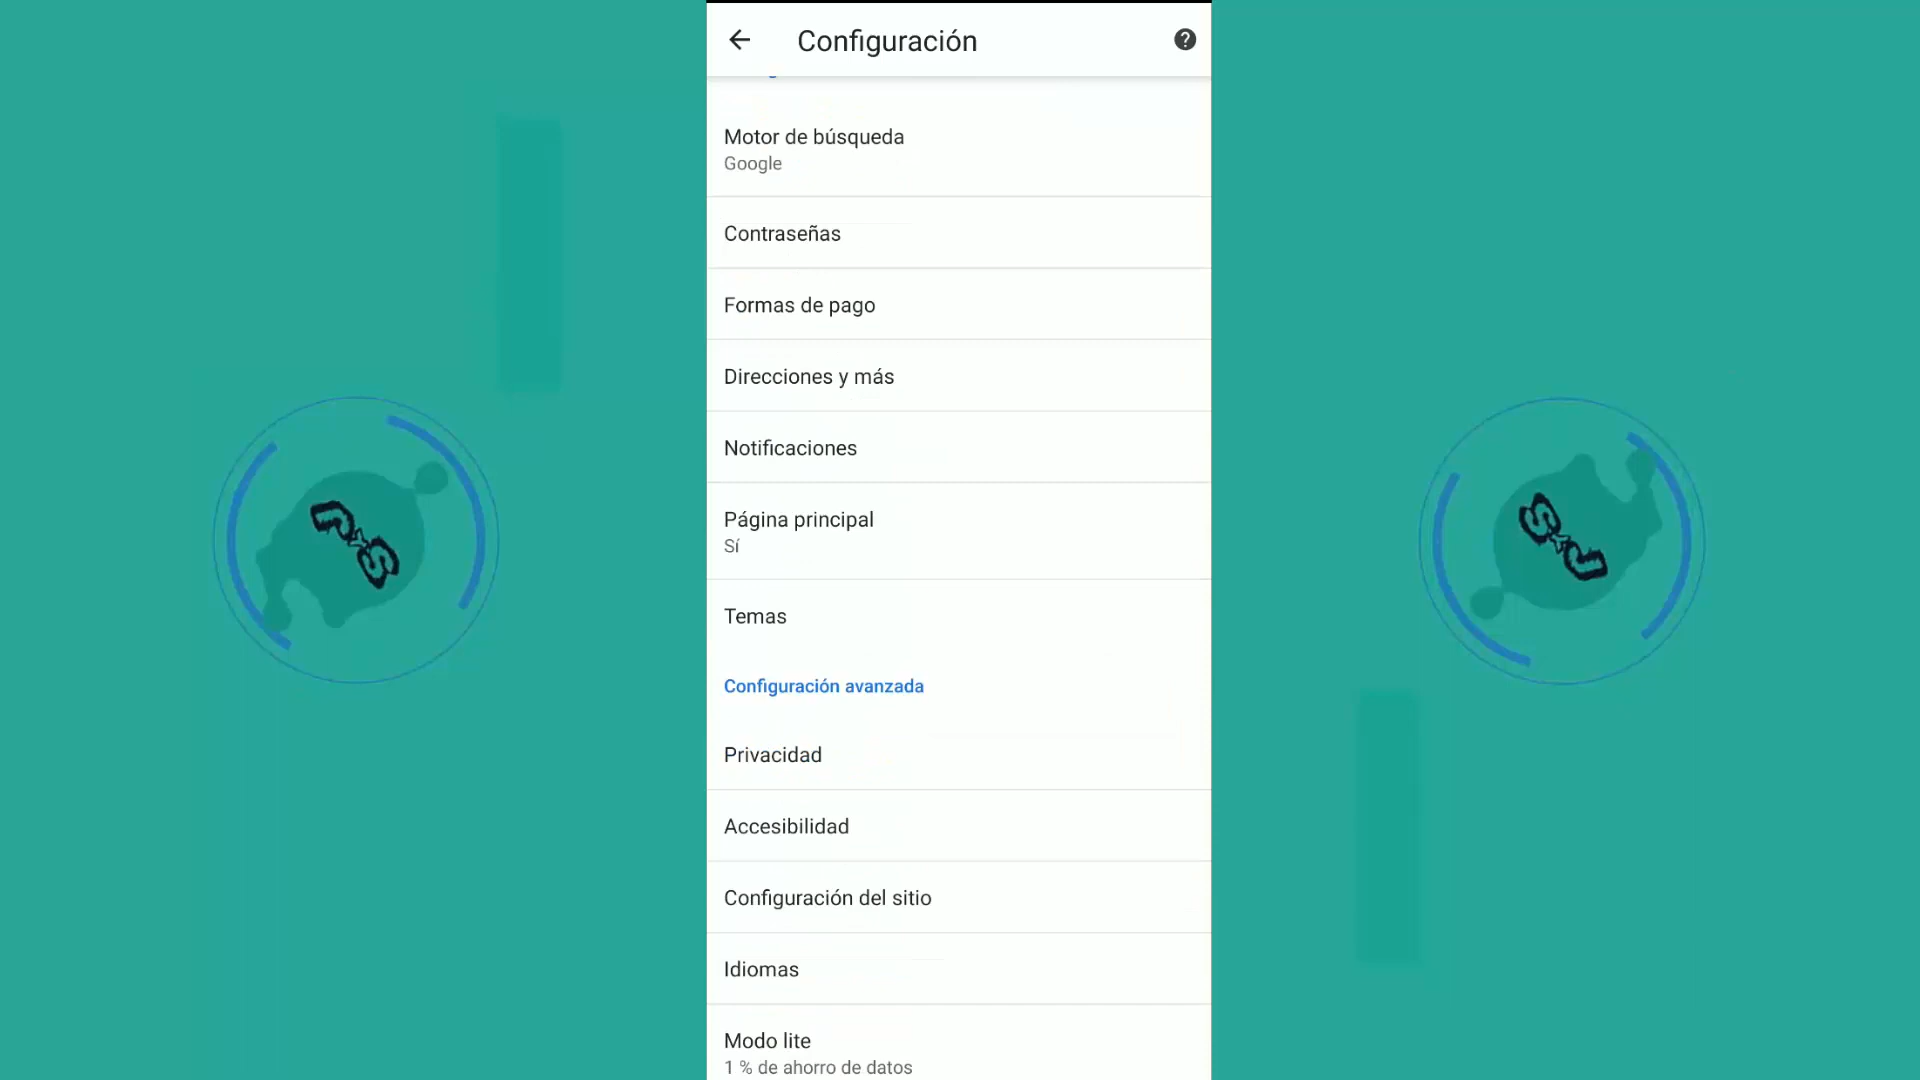 Configuración
Motor de búsqueda
Google
Contraseñas
Formas de pago
Direcciones y más
Notificaciones
Página principal
Sí
Temas
Configuración avanzada
Privacidad
Accesibilidad
Configuración del sitio
Idiomas
Modo lite
1 % de ahorro de datos